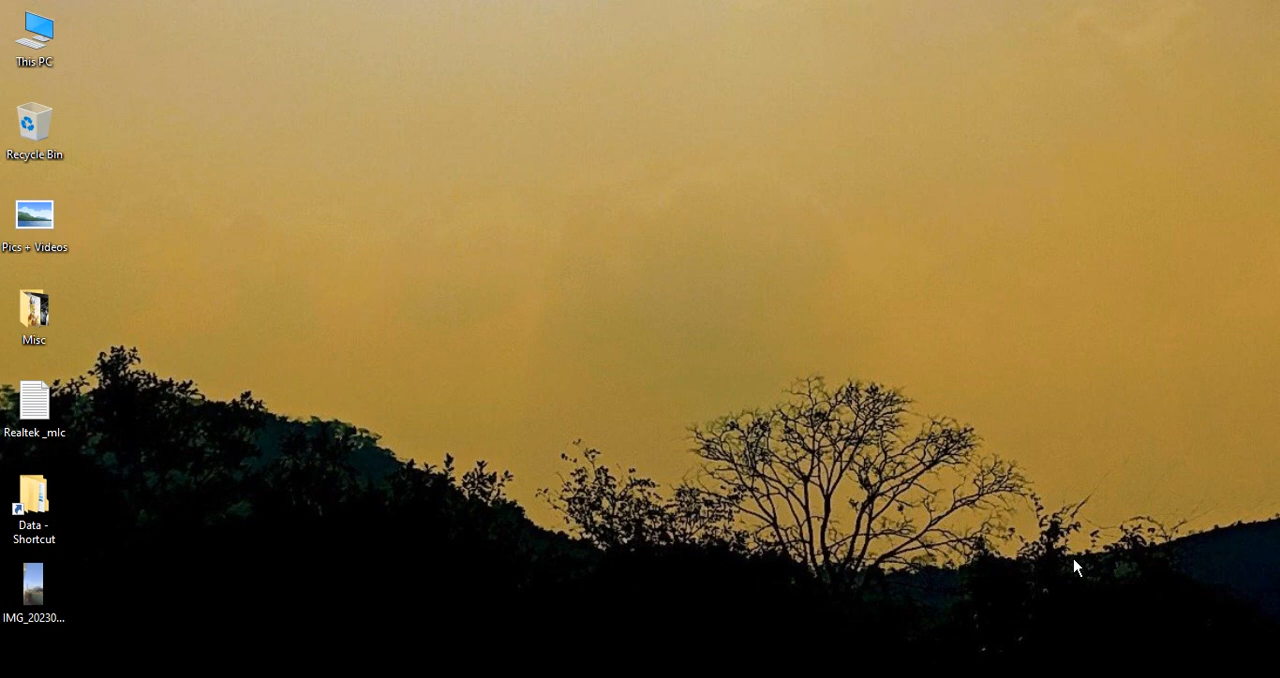 This PC
Recycle Bin
Pics + Videos
Misc
Realtek _mlc
Data -
Shortcut
IMG_20230...